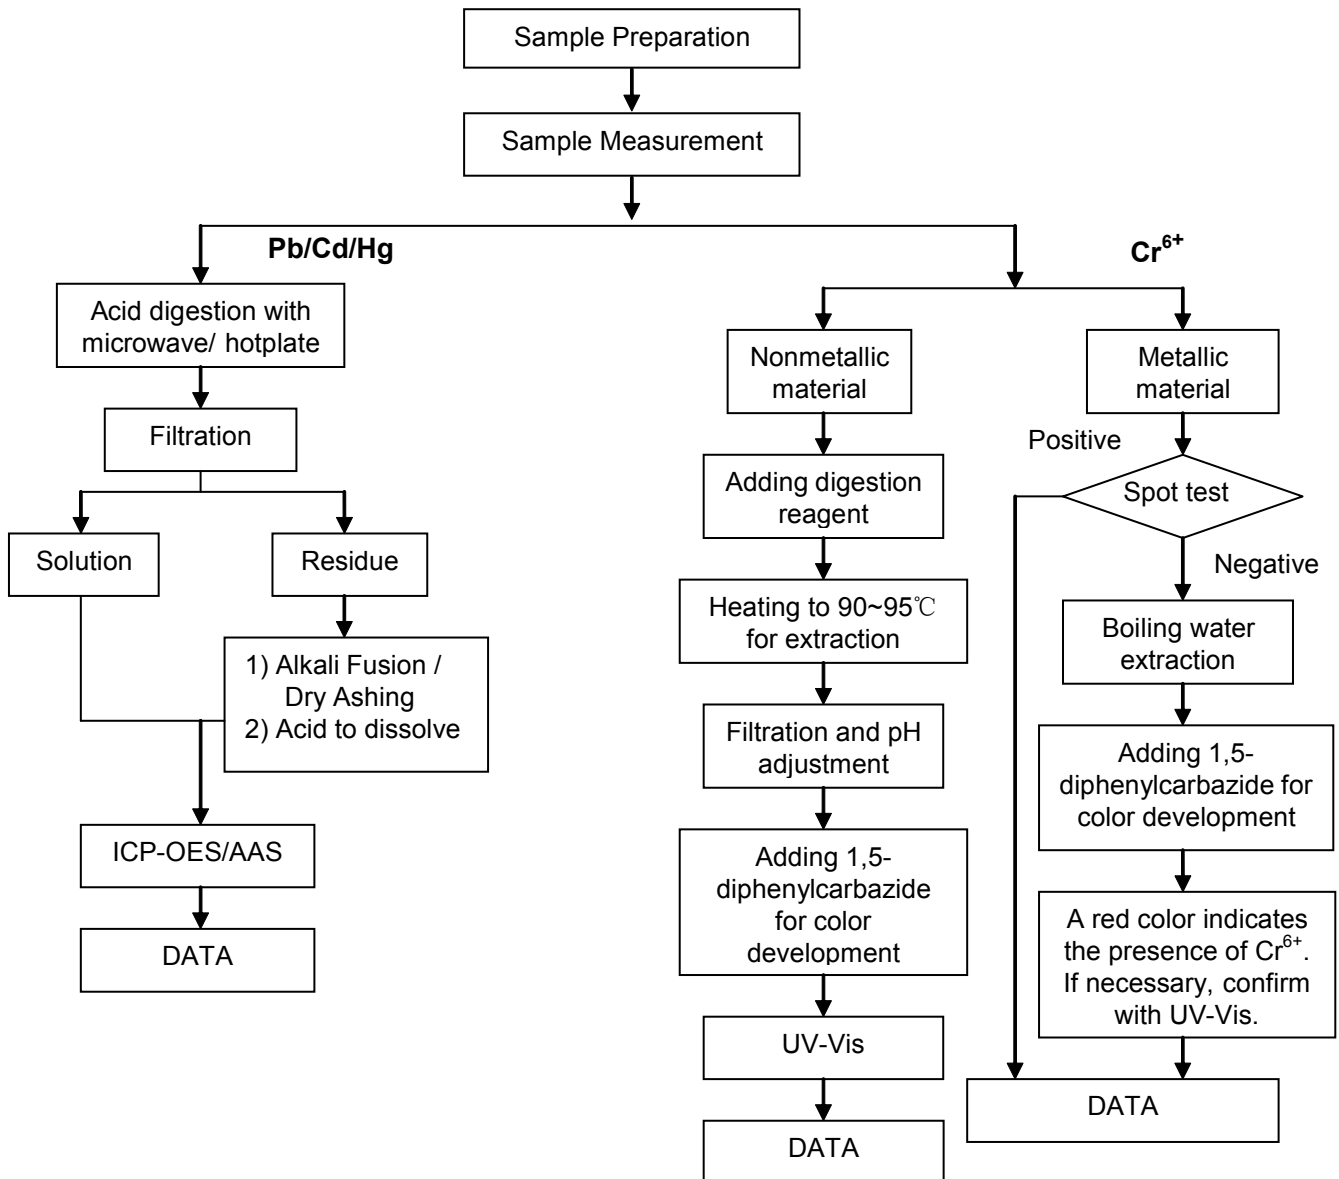 Sample Preparation
Sample Measurement
Pb/Cd/Hg
Acid digestion with
microwave/ hotplate
Filtration
Solution
Residue
1) Alkali Fusion /
Dry Ashing
2) Acid to dissolve
ICP-OES/AAS
DATA
Cr⁶⁺
Nonmetallic
material
Adding digestion
reagent
Heating to 90~95℃
for extraction
Filtration and pH
adjustment
Adding 1,5-
diphenylcarbazide
for color
development
UV-Vis
DATA
Metallic
material
Positive
Spot test
Negative
Boiling water
extraction
Adding 1,5-
diphenylcarbazide for
color development
A red color indicates
the presence of Cr⁶⁺.
If necessary, confirm
with UV-Vis.
DATA